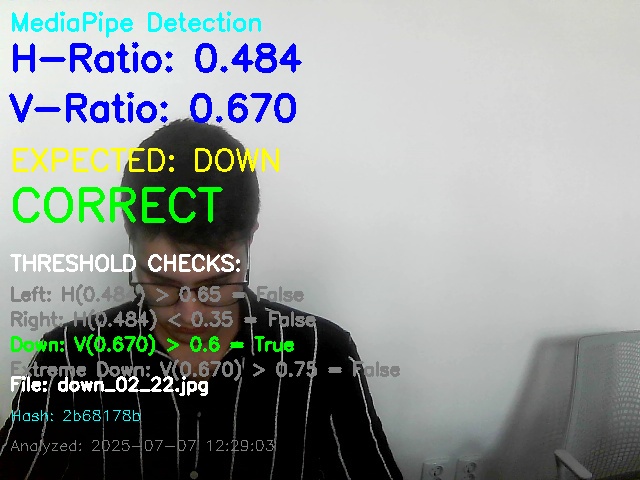 MediaPipe Detection
H-Ratio: 0.484
V-Ratio: 0.670
EXPECTED: DOWN
CORRECT
THRESHOLD CHECKS:
Left: H(0.484) > 0.65 = False
Right: H(0.484) < 0.35 = False
Down: V(0.670) > 0.6 = True
Extreme Down: V(0.670) > 0.75 = False
File: down_02_22.jpg
Hash: 2b68178b
Analyzed: 2025-07-07 12:29:03